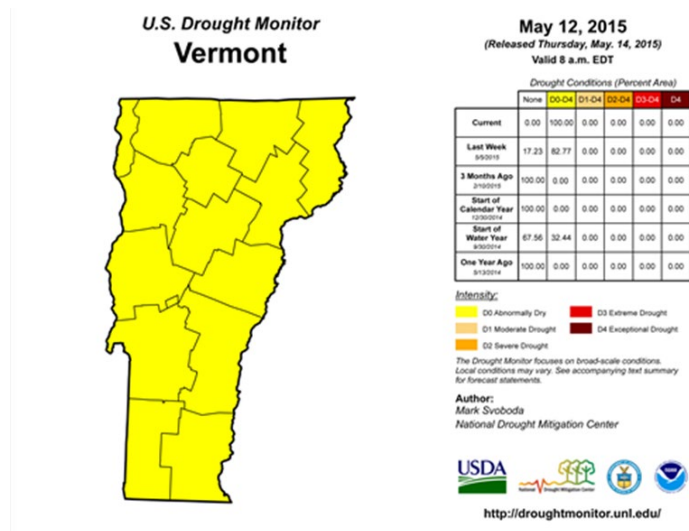 U.S. Drought Monitor
Vermont
May 12, 2015
(Released Thursday, May. 14, 2015)
Valid 8 a.m. EDT
Drought Conditions (Percent Area)
None D0-D4 D1-D4 D2-D4 D3-D4 D4
Current 0.00 100.00 0.00 0.00 0.00 0.00
Last Week 17.23 82.77 0.00 0.00 0.00 0.00
5/5/2015
3 Months Ago 100.00 0.00 0.00 0.00 0.00 0.00
2/10/2015
Start of
Calendar Year 100.00 0.00 0.00 0.00 0.00 0.00
12/30/2014
Start of
Water Year 67.56 32.44 0.00 0.00 0.00 0.00
9/30/2014
One Year Ago 100.00 0.00 0.00 0.00 0.00 0.00
5/13/2014
Intensity:
D0 Abnormally Dry D3 Extreme Drought
D1 Moderate Drought D4 Exceptional Drought
D2 Severe Drought
The Drought Monitor focuses on broad-scale conditions.
Local conditions may vary. See accompanying text summary
for forecast statements.
Author:
Mark Svoboda
National Drought Mitigation Center
USDA
National Drought Mitigation Center
http://droughtmonitor.unl.edu/